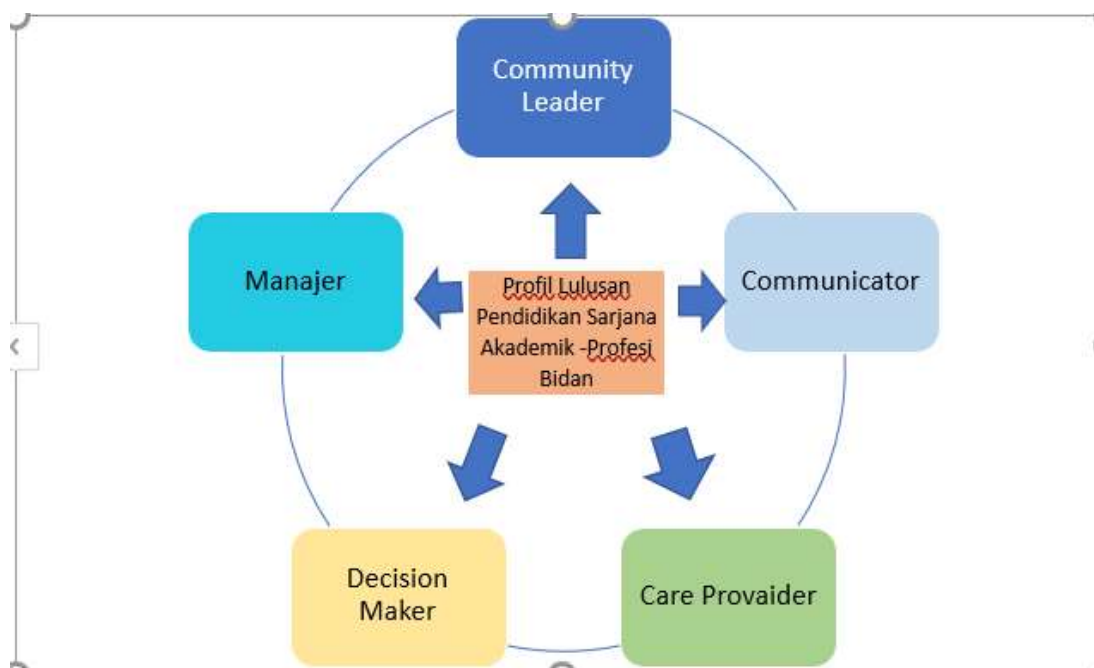 Community
Leader
Manajer
Communicator
Profil Lulusan
Pendidikan Sarjana
Akademik -Profesi
Bidan
Decision
Maker
Care Provaider